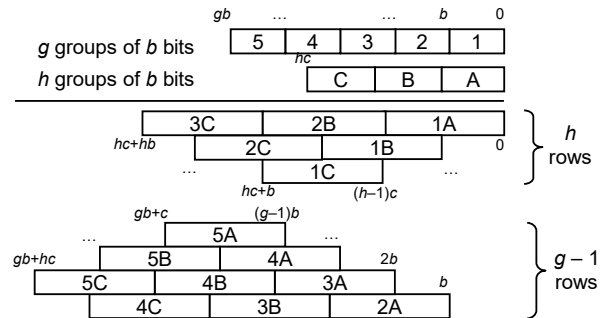 gb ... b 0
g groups of b bits 5 4 3 2 1
hc
h groups of b bits C B A
3C 2B 1A
hc+hb 2C 1B 0
... 1C ...
hc+b (h–1)c
h rows
gb+c (g–1)b
... 5A ...
gb+hc 5B 4A 2b
5C 4B 3A b
4C 3B 2A
g – 1 rows